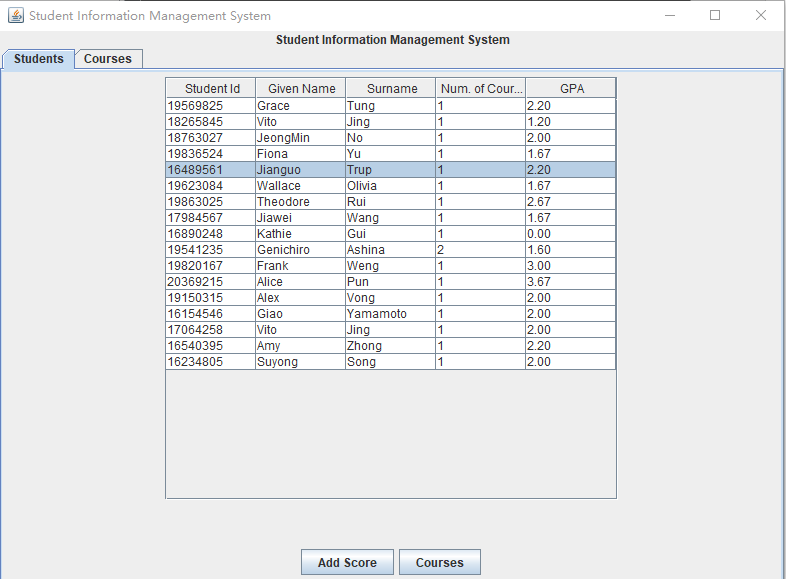 Student Information Management System
Student Information Management System
Students Courses
Student Id Given Name Surname Num. of Cour... GPA
19569825 Grace Tung 1 2.20
18265845 Vito Jing 1 1.20
18763027 JeongMin No 1 2.00
19836524 Fiona Yu 1 1.67
16489561 Jianguo Trup 1 2.20
19623084 Wallace Olivia 1 1.67
19863025 Theodore Rui 1 2.67
17984567 Jiawei Wang 1 1.67
16890248 Kathie Gui 1 0.00
19541235 Genichiro Ashina 2 1.60
19820167 Frank Weng 1 3.00
20369215 Alice Pun 1 3.67
19150315 Alex Vong 1 2.00
16154546 Giao Yamamoto 1 2.00
17064258 Vito Jing 1 2.00
16540395 Amy Zhong 1 2.20
16234805 Suyong Song 1 2.00
Add Score Courses